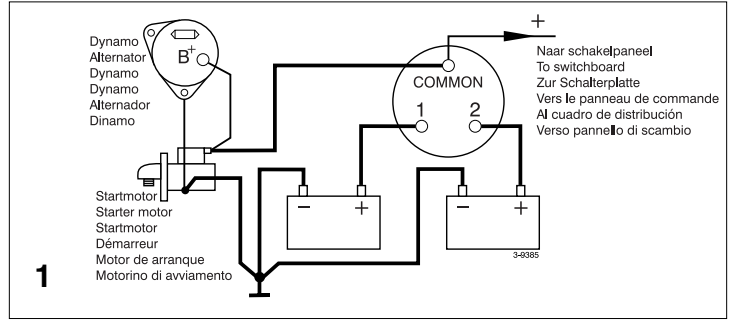 Dynamo
Alternator
Dynamo
Dynamo
Alternador
Dinamo
B+
+
COMMON
1
2
Naar schakelpaneel
To switchboard
Zur Schalterplatte
Vers le panneau de commande
Al cuadro de distribución
Verso pannello di scambio
Startmotor
Starter motor
Startmotor
Démarreur
Motor de arranque
Motorino di avviamento
− +
− +
3-9385
1